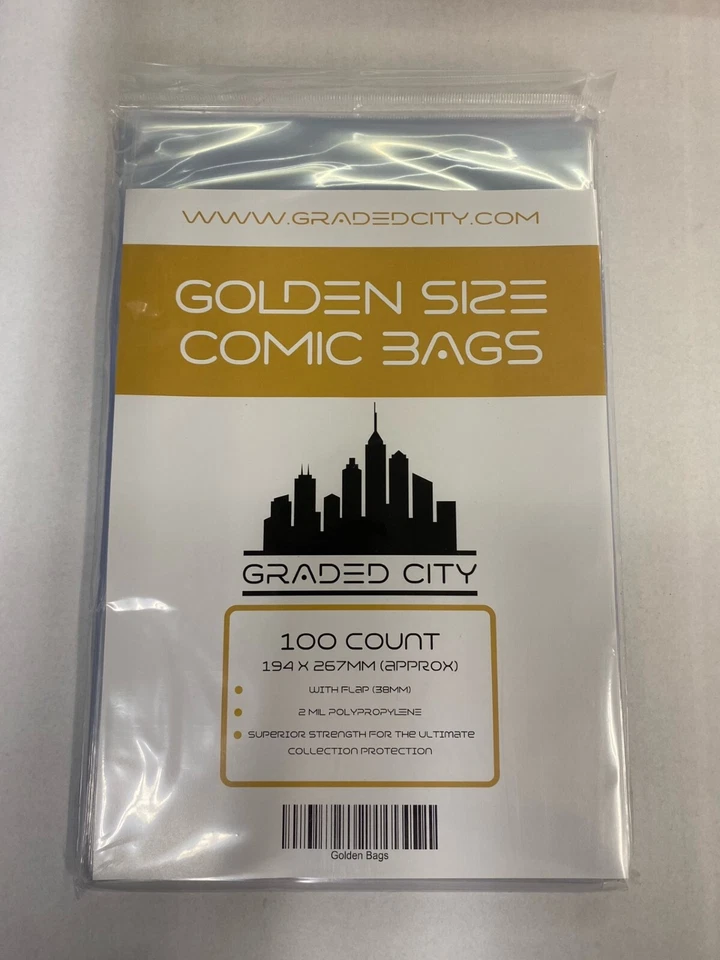 WWW.GRADEDCITY.COM
GOLDEN SIZE
COMIC BAGS
GRADED CITY
100 COUNT
194 X 267MM (APPROX)
WITH FLAP (38MM)
2 MIL POLYPROPYLENE
SUPERIOR STRENGTH FOR THE ULTIMATE
COLLECTION PROTECTION
Golden Bags